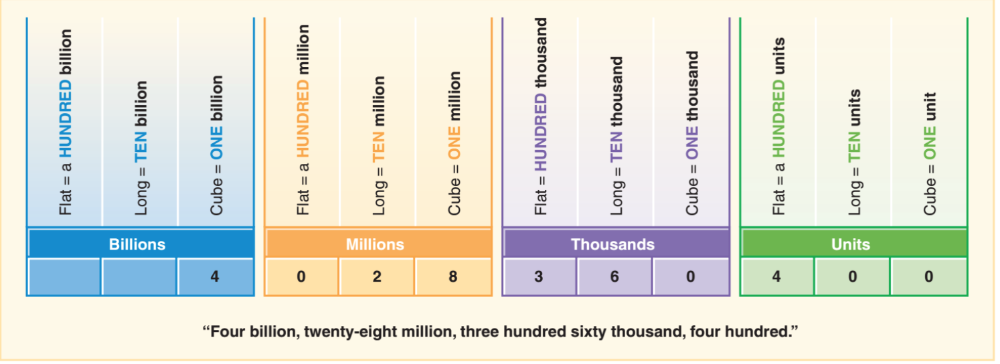 Flat = a HUNDRED billion
Long = TEN billion
Cube = ONE billion
Flat = a HUNDRED million
Long = TEN million
Cube = ONE million
Flat = HUNDRED thousand
Long = TEN thousand
Cube = ONE thousand
Flat = a HUNDRED units
Long = TEN units
Cube = ONE unit
Billions Millions Thousands Units
4 0 2 8 3 6 0 4 0 0
“Four billion, twenty-eight million, three hundred sixty thousand, four hundred.”